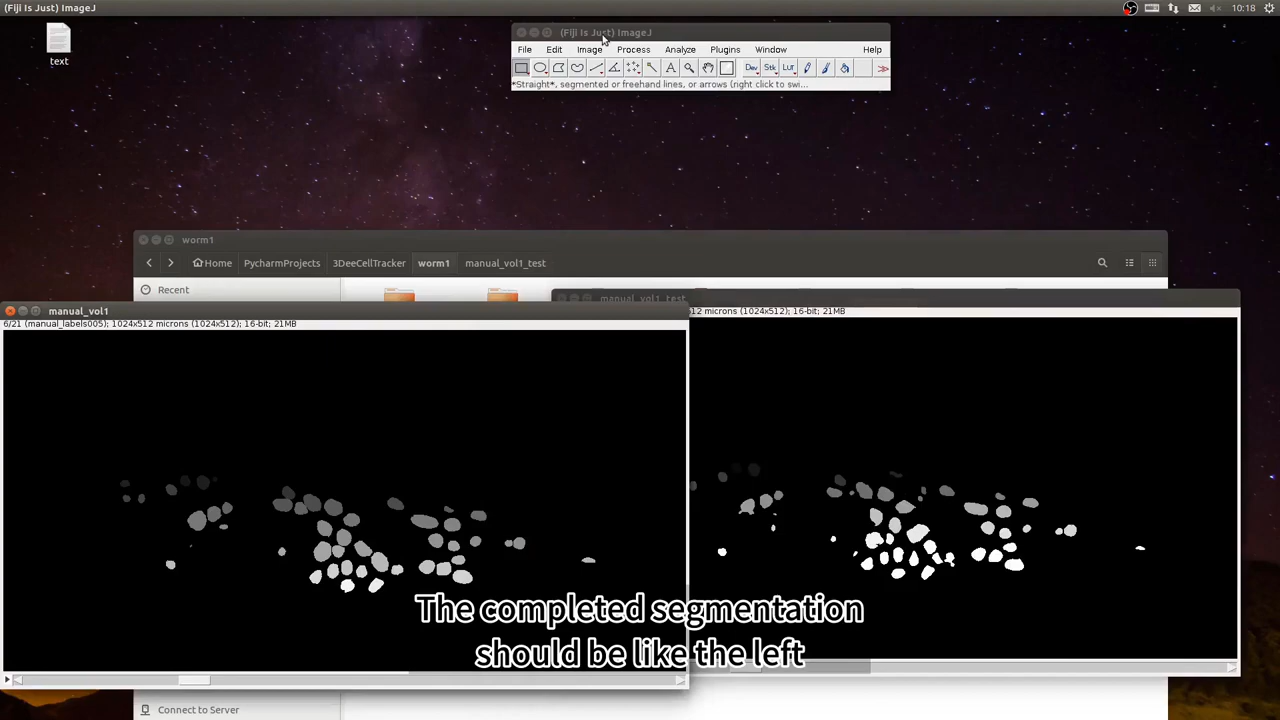 (Fiji Is Just) ImageJ
10:18
text
(Fiji Is Just) ImageJ
File Edit Image Process Analyze Plugins Window Help
A Dev Stk Lut >>
*Straight*, segmented or freehand lines, or arrows (right click to swi...
worm1
Home PycharmProjects 3DeeCellTracker worm1 manual_vol1_test
Recent
manual_vol1_test
manual_vol1
6/21 (manual_labels005); 1024x512 microns (1024x512); 16-bit; 21MB
12 microns (1024x512); 16-bit; 21MB
The completed segmentation
should be like the left
Connect to Server